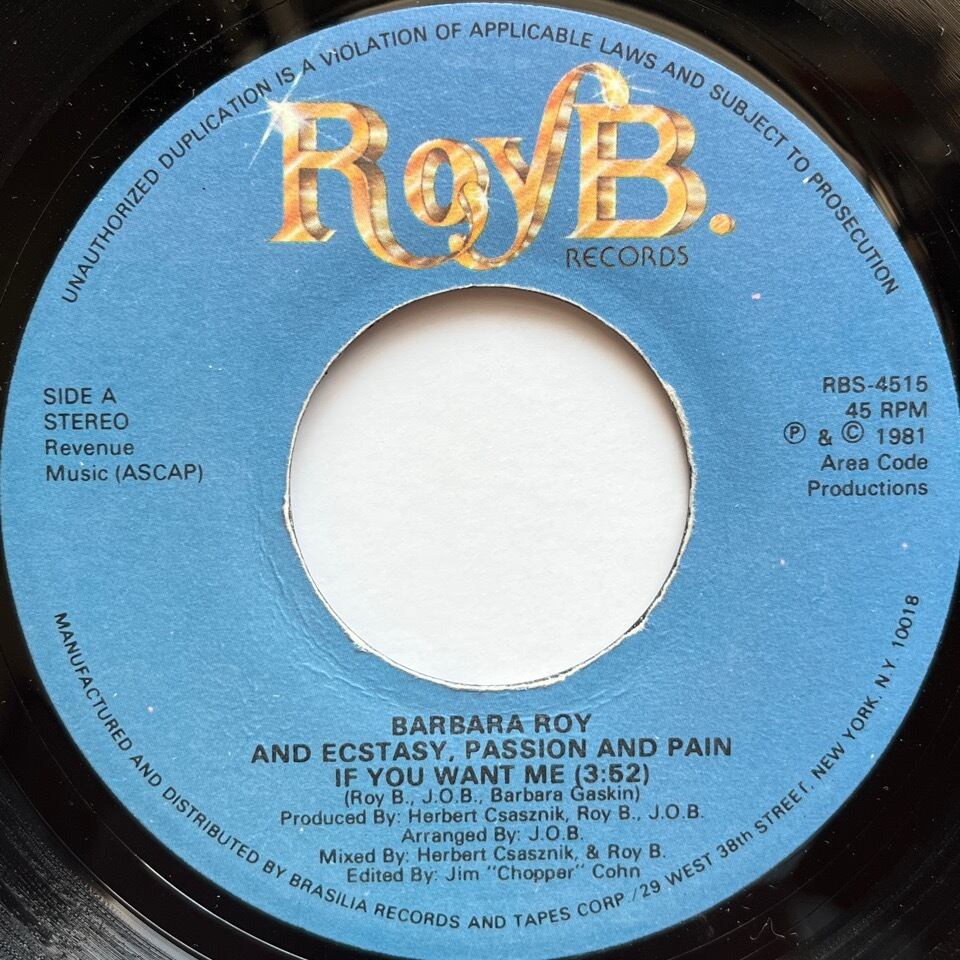 UNAUTHORIZED DUPLICATION IS A VIOLATION OF APPLICABLE LAWS AND SUBJECT TO PROSECUTION
Roy B.
RECORDS
SIDE A
STEREO
Revenue
Music (ASCAP)
RBS-4515
45 RPM
℗ & © 1981
Area Code
Productions
BARBARA ROY
AND ECSTASY, PASSION AND PAIN
IF YOU WANT ME (3:52)
(Roy B., J.O.B., Barbara Gaskin)
Produced By: Herbert Csasznik, Roy B., J.O.B.
Arranged By: J.O.B.
Mixed By: Herbert Csasznik, & Roy B.
Edited By: Jim "Chopper" Cohn
MANUFACTURED AND DISTRIBUTED BY BRASILIA RECORDS AND TAPES CORP./29 WEST 38th STREET, NEW YORK. N.Y. 10018